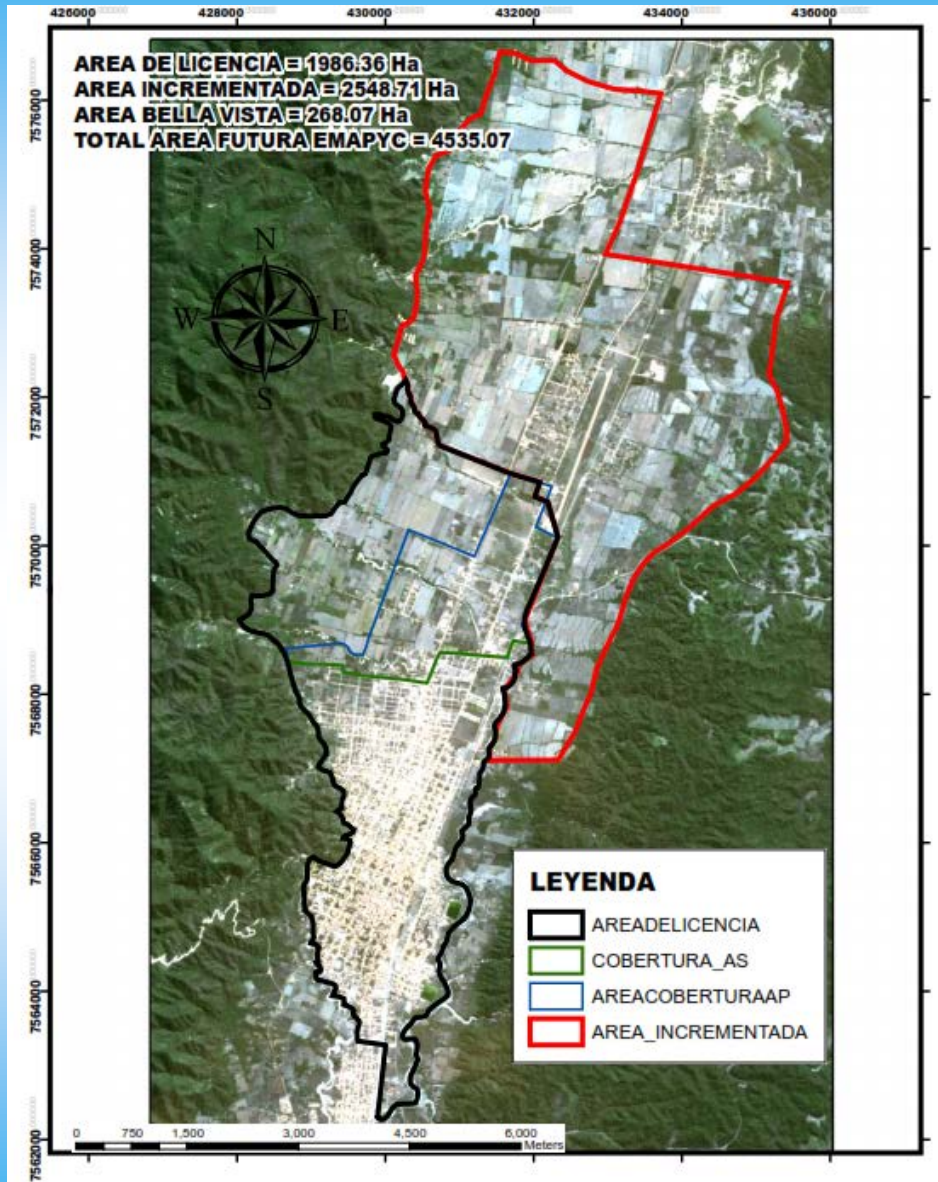 426000 428000 430000 432000 434000 436000
AREA DE LICENCIA = 1986.36 Ha
AREA INCREMENTADA = 2548.71 Ha
AREA BELLA VISTA = 268.07 Ha
TOTAL AREA FUTURA EMAPYC = 4535.07
7576000
7574000
7572000
7570000
7568000
7566000
7564000
7562000
N
W E
S
LEYENDA
AREADELICENCIA
COBERTURA_AS
AREACOBERTURAAP
AREA_INCREMENTADA
0 750 1,500 3,000 4,500 6,000
Meters